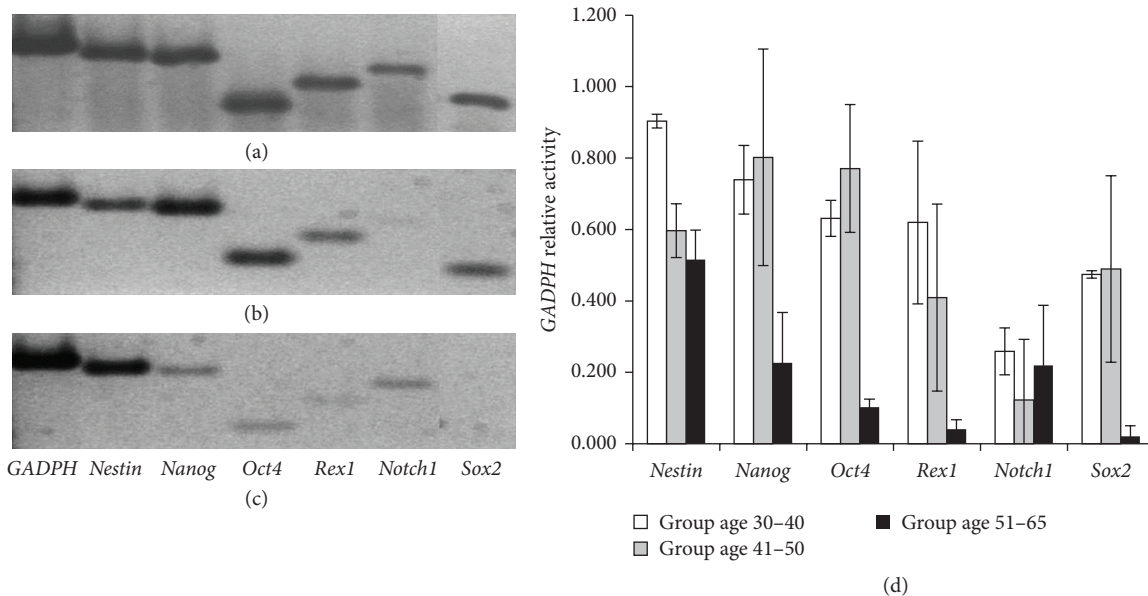 (a)
(b)
GADPH Nestin Nanog Oct4 Rex1 Notch1 Sox2
(c)
GADPH relative activity
1.200
1.000
0.800
0.600
0.400
0.200
0.000
Nestin Nanog Oct4 Rex1 Notch1 Sox2
Group age 30–40
Group age 41–50
Group age 51–65
(d)